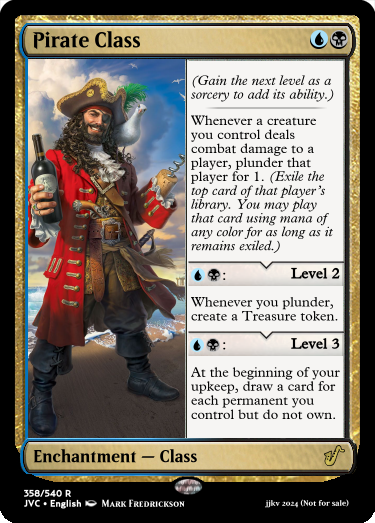 Pirate Class
(Gain the next level as a
sorcery to add its ability.)
Whenever a creature
you control deals
combat damage to a
player, plunder that
player for 1. (Exile the
top card of that player's
library. You may play
that card using mana of
any color for as long as it
remains exiled.)
: Level 2
Whenever you plunder,
create a Treasure token.
: Level 3
At the beginning of your
upkeep, draw a card for
each permanent you
control but do not own.
Enchantment — Class
358/540 R
JVC • English Mark Fredrickson
jjkv 2024 (Not for sale)